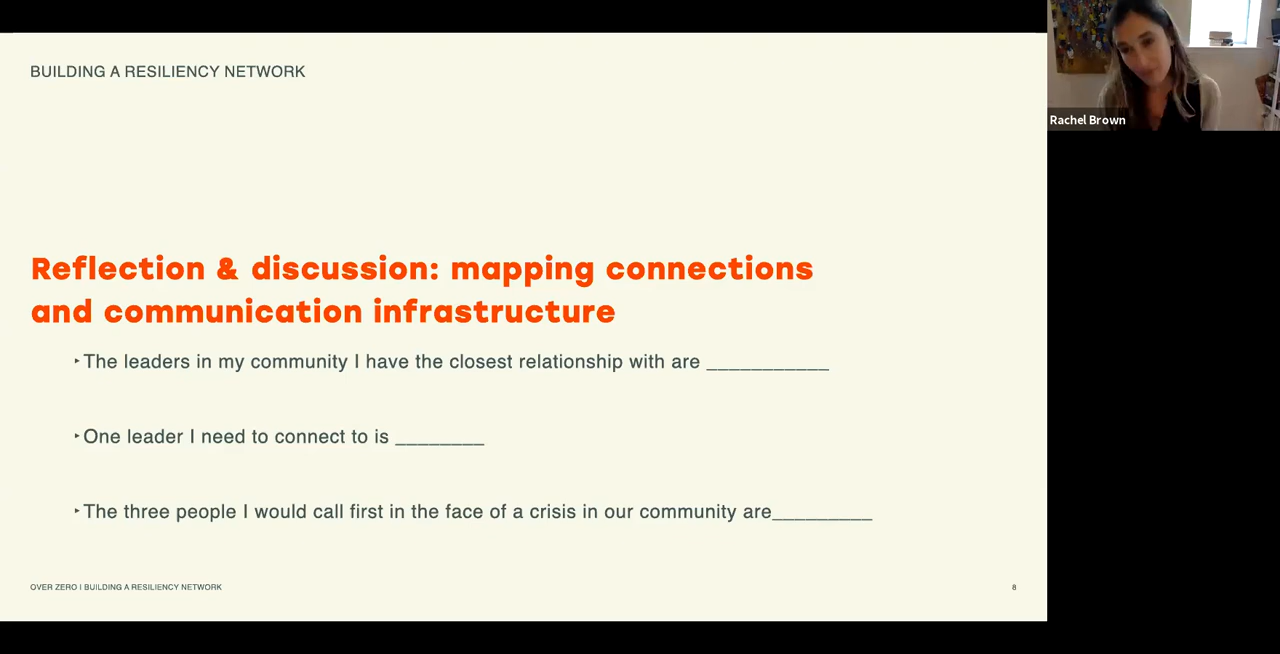 BUILDING A RESILIENCY NETWORK
Rachel Brown
Reflection & discussion: mapping connections
and communication infrastructure
‣ The leaders in my community I have the closest relationship with are ___________
‣ One leader I need to connect to is ________
‣ The three people I would call first in the face of a crisis in our community are_________
OVER ZERO | BUILDING A RESILIENCY NETWORK
8